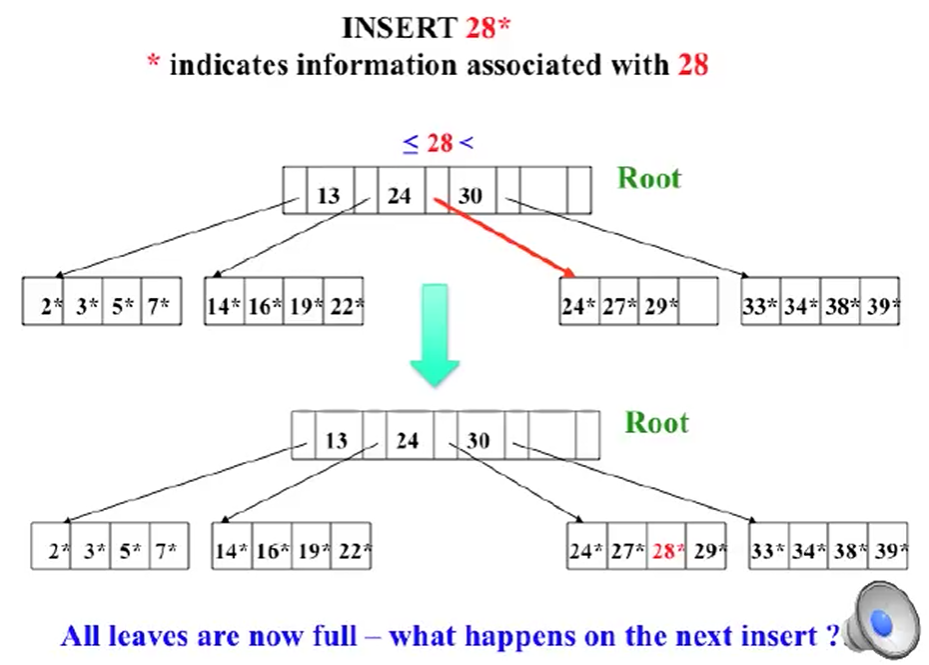 INSERT 28*
* indicates information associated with 28
≤ 28 <
13 24 30 Root
2* 3* 5* 7* 14* 16* 19* 22* 24* 27* 29* 33* 34* 38* 39*
13 24 30 Root
2* 3* 5* 7* 14* 16* 19* 22* 24* 27* 28* 29* 33* 34* 38* 39*
All leaves are now full – what happens on the next insert ?